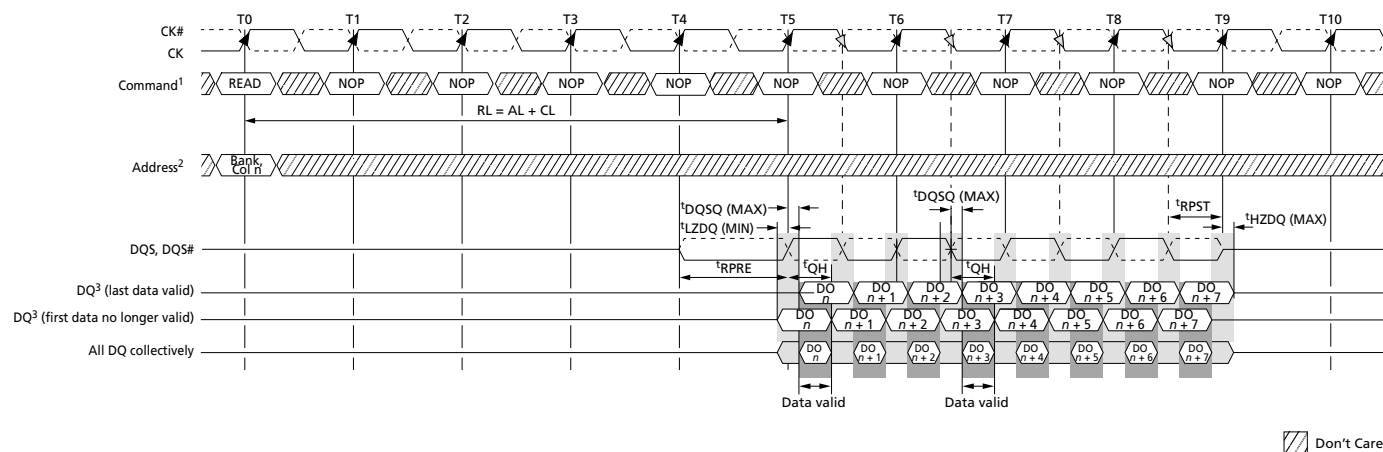 T0 T1 T2 T3 T4 T5 T6 T7 T8 T9 T10
CK#
CK
Command¹ READ NOP NOP NOP NOP NOP NOP NOP NOP NOP NOP
RL = AL + CL
Address² Bank, Col n
tDQSQ (MAX) tDQSQ (MAX) tRPST
tLZDQ (MIN) tHZDQ (MAX)
DQS, DQS#
tRPRE tQH tQH
DQ³ (last data valid) DO n DO n + 1 DO n + 2 DO n + 3 DO n + 4 DO n + 5 DO n + 6 DO n + 7
DQ³ (first data no longer valid) DO n DO n + 1 DO n + 2 DO n + 3 DO n + 4 DO n + 5 DO n + 6 DO n + 7
All DQ collectively DO n DO n + 1 DO n + 2 DO n + 3 DO n + 4 DO n + 5 DO n + 6 DO n + 7
Data valid Data valid
Don't Care